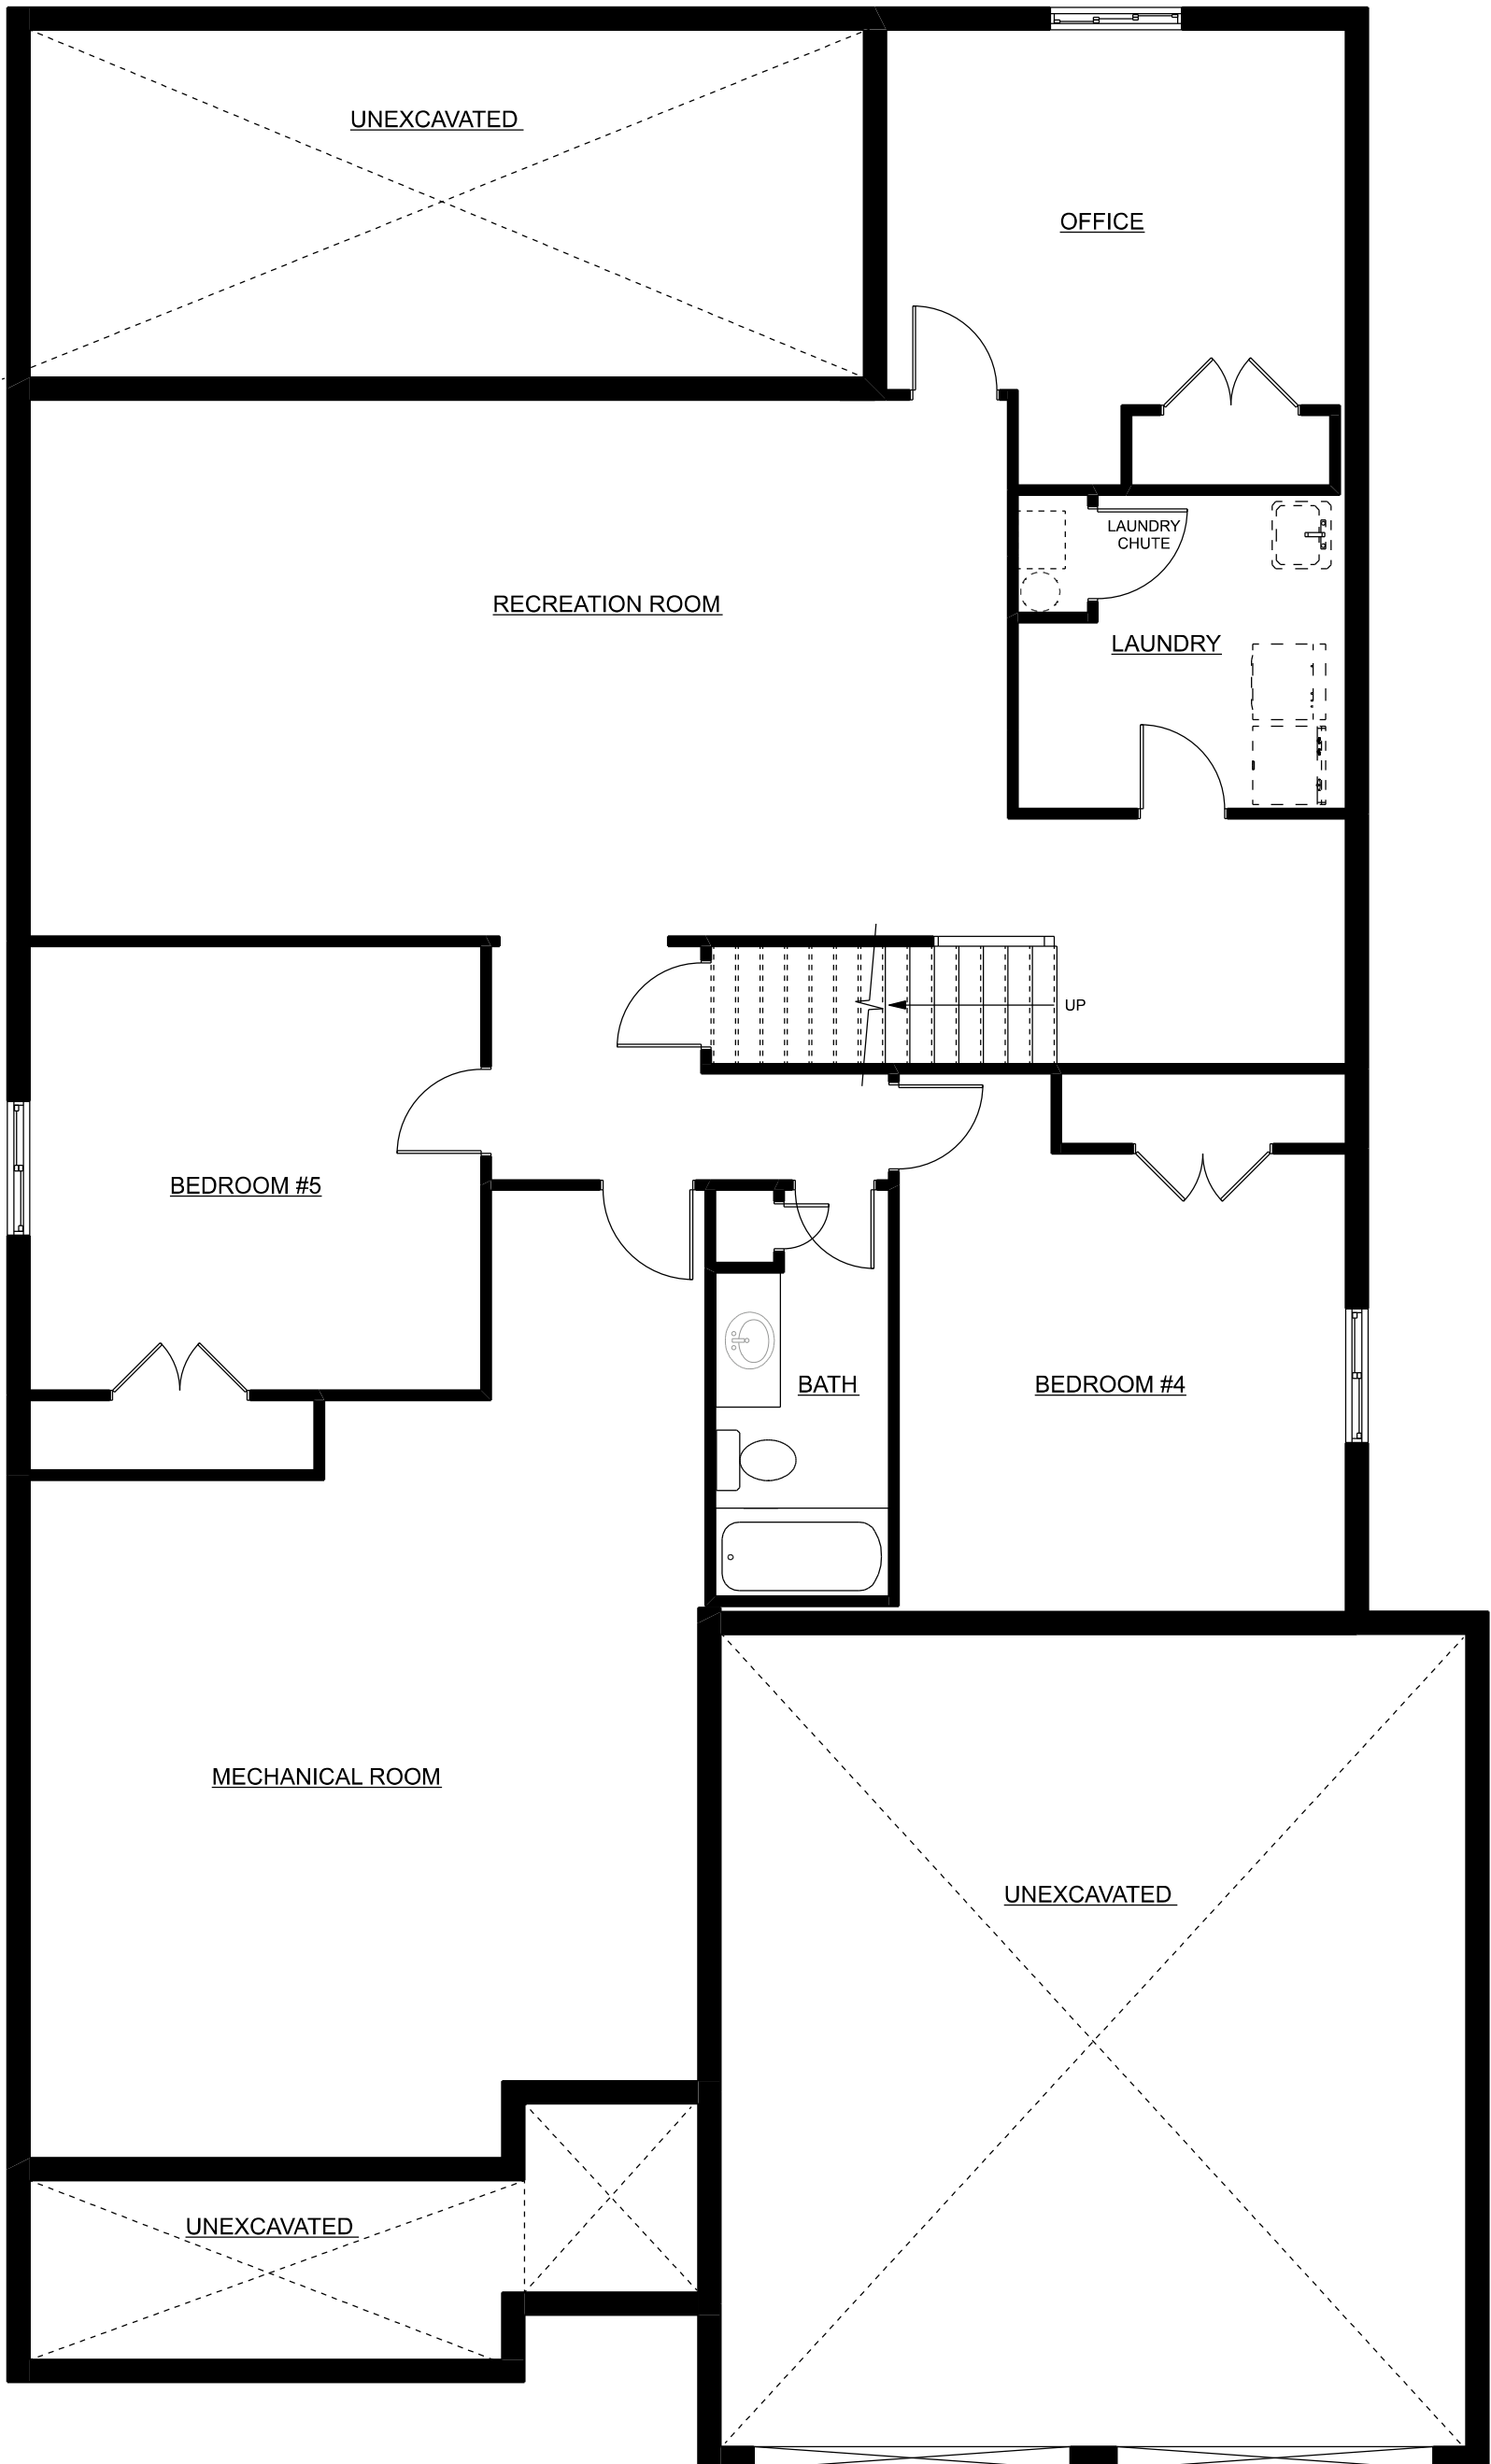 UNEXCAVATED
OFFICE
LAUNDRY
CHUTE
RECREATION ROOM
LAUNDRY
UP
BEDROOM #5
BATH
BEDROOM #4
MECHANICAL ROOM
UNEXCAVATED
UNEXCAVATED